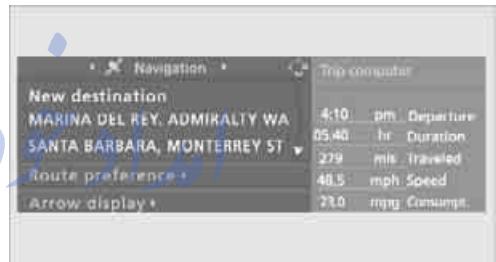 Navigation
New destination
MARINA DEL REY, ADMIRALTY WA
SANTA BARBARA, MONTERREY ST
Route preference
Arrow display
Trip computer
4:10 pm Departure
05.40 hr Duration
279 mls Traveled
48.5 mph Speed
23.0 mpg Consumpt.